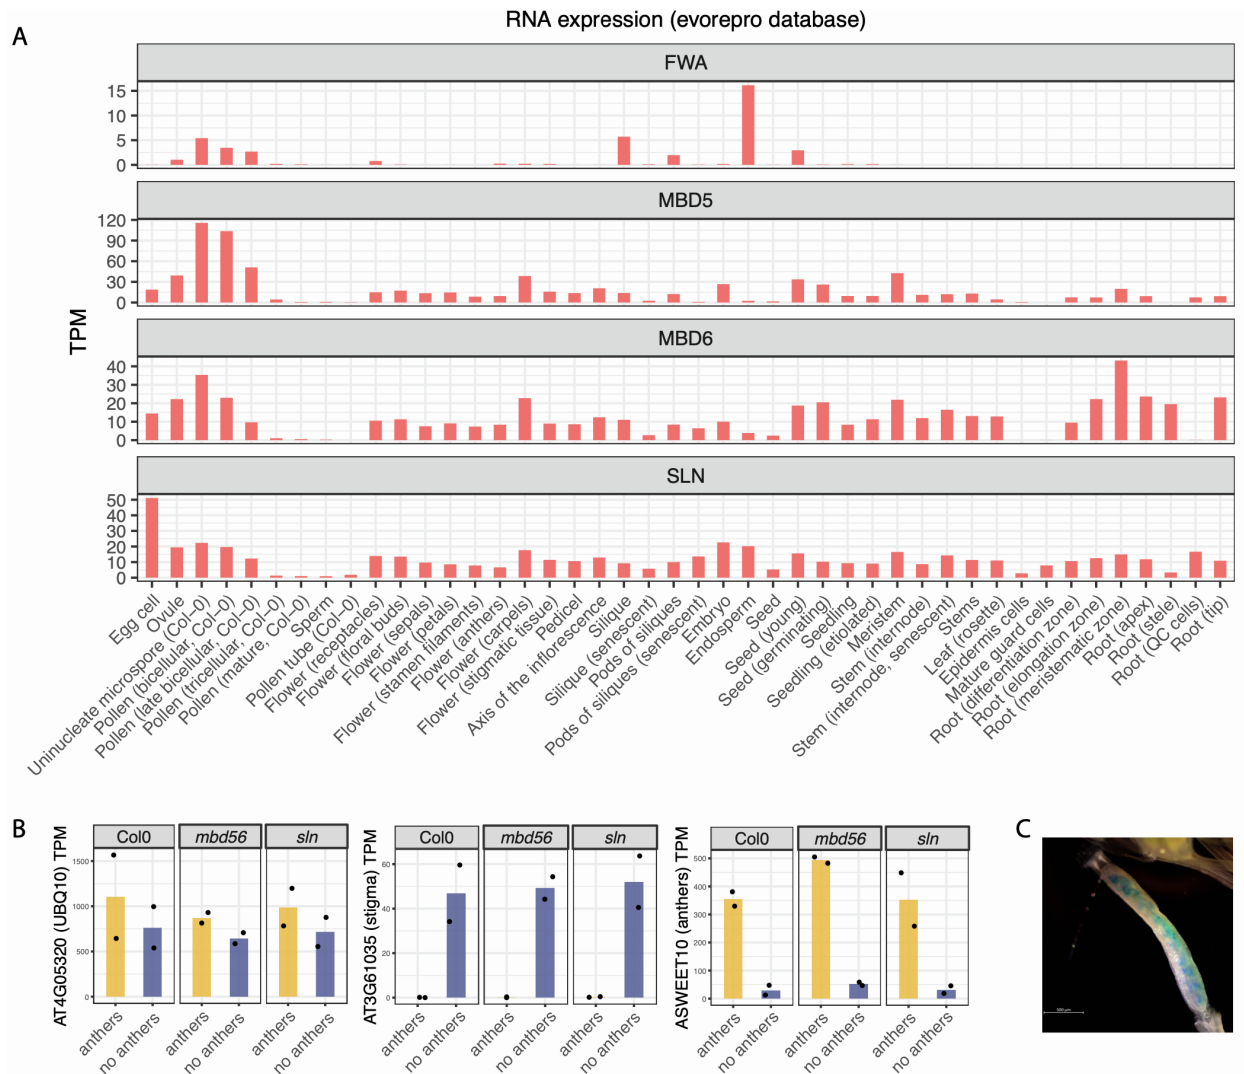 RNA expression (evorepro database)
A
FWA
15
10
5
0
MBD5
120
90
60
30
0
MBD6
40
30
20
10
0
SLN
50
40
30
20
10
0
TPM
Egg cell
Ovule
Uninucleate microspore (Col–0)
Pollen (bicellular, Col–0)
Pollen (late bicellular, Col–0)
Pollen (tricellular, Col–0)
Pollen (mature, Col–0)
Sperm
Pollen tube (Col–0)
Flower (receptacles)
Flower (floral buds)
Flower (sepals)
Flower (petals)
Flower (stamen filaments)
Flower (anthers)
Flower (carpels)
Flower (stigmatic tissue)
Pedicel
Axis of the inflorescence
Silique
Silique (senescent)
Pods of siliques
Pods of siliques (senescent)
Embryo
Endosperm
Seed
Seed (young)
Seed (germinating)
Seedling
Seedling (etiolated)
Meristem
Stem (internode)
Stem (internode, senescent)
Stems
Leaf (rosette)
Epidermis cells
Mature guard cells
Root (differentiation zone)
Root (elongation zone)
Root (meristematic zone)
Root (apex)
Root (stele)
Root (QC cells)
Root (tip)
B
AT4G05320 (UBQ10) TPM
Col0 mbd56 sln
1500
1000
500
0
anthers no anthers anthers no anthers anthers no anthers
AT3G61035 (stigma) TPM
Col0 mbd56 sln
60
40
20
0
anthers no anthers anthers no anthers anthers no anthers
ASWEET10 (anthers) TPM
Col0 mbd56 sln
500
400
300
200
100
0
anthers no anthers anthers no anthers anthers no anthers
C
500 µm